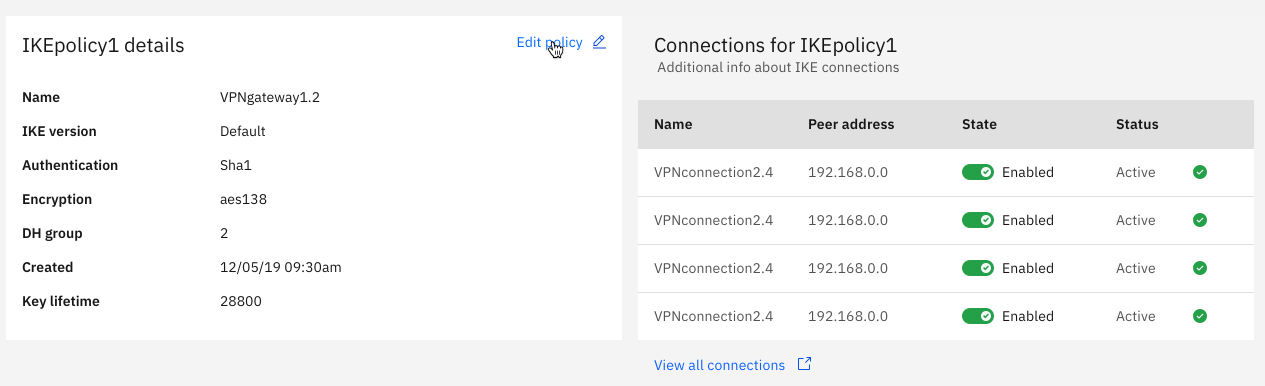 IKEpolicy1 details
Edit policy
Name VPNgateway1.2
IKE version Default
Authentication Sha1
Encryption aes138
DH group 2
Created 12/05/19 09:30am
Key lifetime 28800
Connections for IKEpolicy1
Additional info about IKE connections
Name Peer address State Status
VPNconnection2.4 192.168.0.0 Enabled Active
VPNconnection2.4 192.168.0.0 Enabled Active
VPNconnection2.4 192.168.0.0 Enabled Active
VPNconnection2.4 192.168.0.0 Enabled Active
View all connections